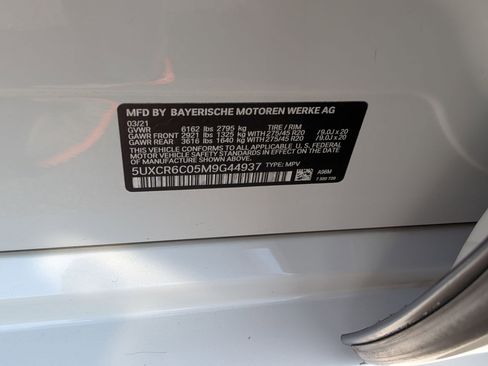 MFD BY BAYERISCHE MOTOREN WERKE AG
03/21
GVWR 6162 lbs 2795 kg TIRE / RIM
GAWR FRONT 2921 lbs 1325 kg WITH 275/45 R20 /9.0J x 20
GAWR REAR 3616 lbs 1640 kg WITH 275/45 R20 /9.0J x 20
THIS VEHICLE CONFORMS TO ALL APPLICABLE U.S. FEDERAL
MOTOR VEHICLE SAFETY STANDARDS IN EFFECT ON
THE DATE OF MANUFACTURE SHOWN ABOVE.
5UXCR6C05M9G44937 TYPE: MPV
A96M